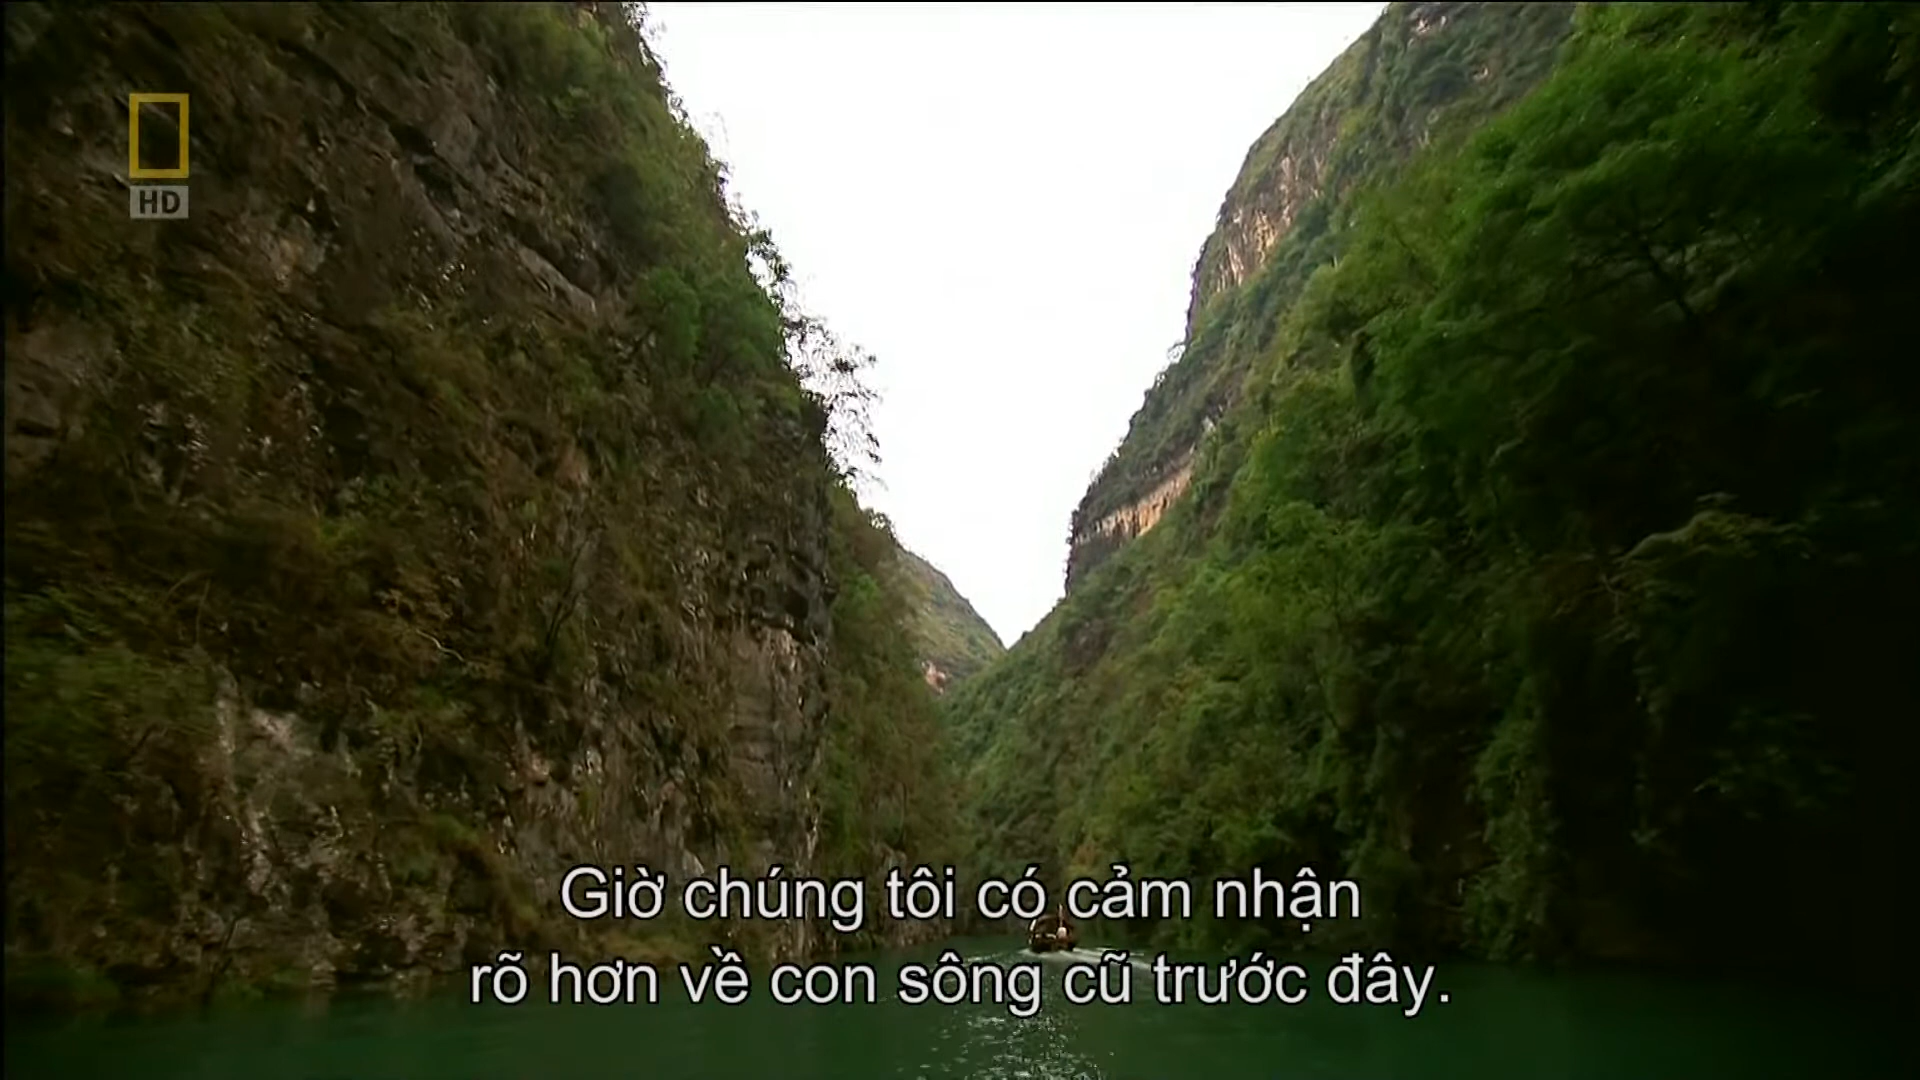 HD
Giờ chúng tôi có cảm nhận
rõ hơn về con sông cũ trước đây.